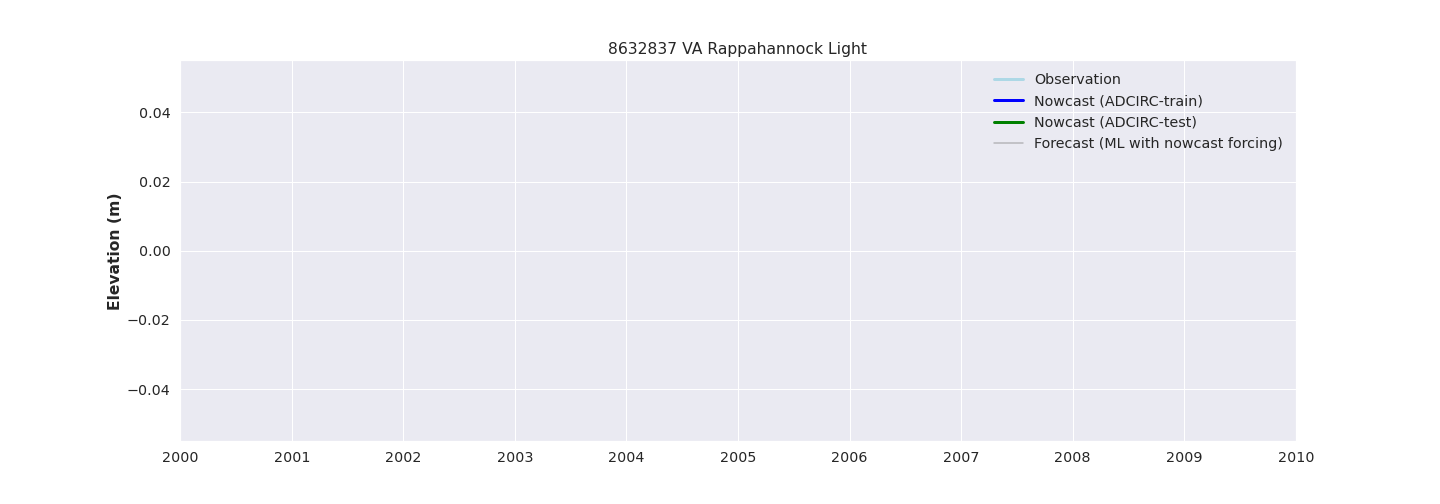 8632837 VA Rappahannock Light
Observation
Nowcast (ADCIRC-train)
Nowcast (ADCIRC-test)
Forecast (ML with nowcast forcing)
Elevation (m)
0.04
0.02
0.00
−0.02
−0.04
2000 2001 2002 2003 2004 2005 2006 2007 2008 2009 2010